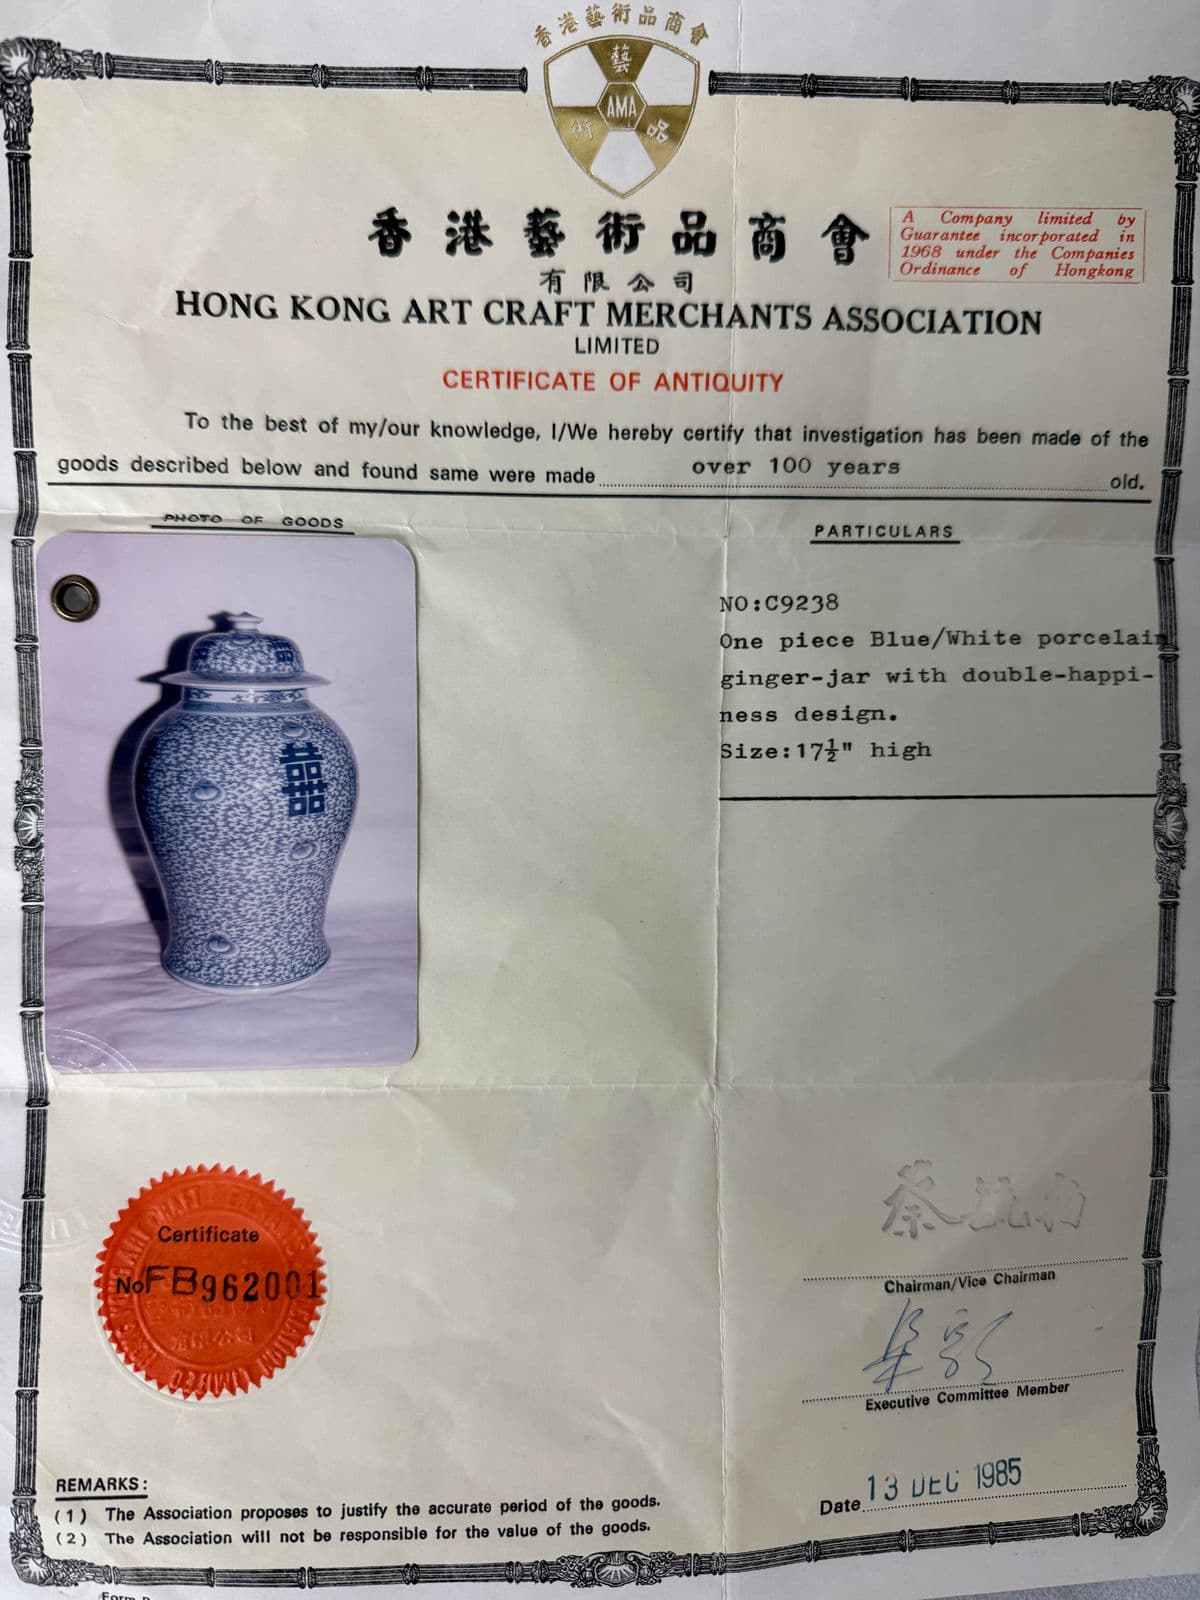 香港藝術品商會
藝
AMA
術 品
香港藝術品商會
有限公司
A Company limited by
Guarantee incorporated in
1968 under the Companies
Ordinance of Hongkong
HONG KONG ART CRAFT MERCHANTS ASSOCIATION
LIMITED
CERTIFICATE OF ANTIQUITY
To the best of my/our knowledge, I/We hereby certify that investigation has been made of the
goods described below and found same were made over 100 years old.
PHOTO OF GOODS
PARTICULARS
囍
NO:C9238
One piece Blue/White porcelain
ginger-jar with double-happi-
ness design.
Size:17½" high
Certificate
No FB962001
Chairman/Vice Chairman
Executive Committee Member
Date 13 DEC 1985
REMARKS:
(1) The Association proposes to justify the accurate period of the goods.
(2) The Association will not be responsible for the value of the goods.